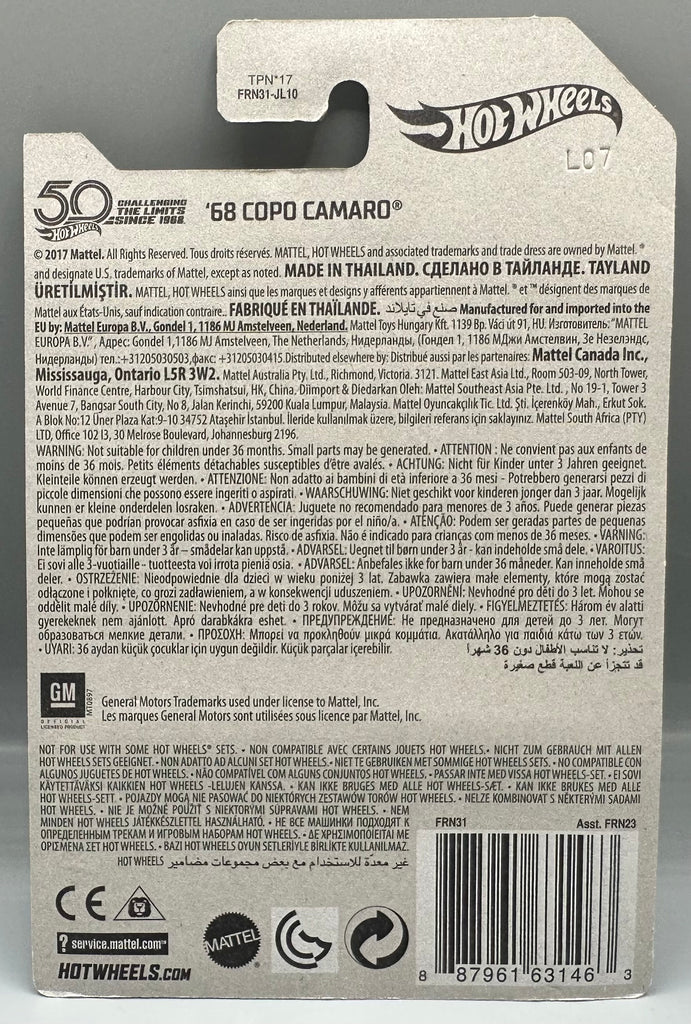 TPN*17
FRN31-JL10
HOT WHEELS
L07
50 CHALLENGING
THE LIMITS
SINCE 1968
HOT WHEELS
'68 COPO CAMARO®
© 2017 Mattel. All Rights Reserved. Tous droits réservés. MATTEL, HOT WHEELS and associated trademarks and trade dress are owned by Mattel. ®
and designate U.S. trademarks of Mattel, except as noted. MADE IN THAILAND. СДЕЛАНО В ТАЙЛАНДЕ. TAYLAND
ÜRETİLMİŞTİR. MATTEL, HOT WHEELS ainsi que les marques et designs y afférents appartiennent à Mattel. ® et ™ désignent des marques de
Mattel aux États-Unis, sauf indication contraire.. FABRIQUÉ EN THAÏLANDE. صنع في تايلاند Manufactured for and imported into the
EU by: Mattel Europa B.V., Gondel 1, 1186 MJ Amstelveen, Nederland. Mattel Toys Hungary Kft. 1139 Bp. Váci út 91, HU. Изготовитель: "MATTEL
EUROPA B.V.", Адрес: Gondel 1,1186 MJ Amstelveen, The Netherlands, Нидерланды, (Гондел 1, 1186 МДжи Амстелвин, Зе Незелэндс,
Нидерланды) тел.:+31205030503,факс: +31205030415.Distributed elsewhere by: Distribué aussi par les partenaires: Mattel Canada Inc.,
Mississauga, Ontario L5R 3W2. Mattel Australia Pty. Ltd., Richmond, Victoria. 3121. Mattel East Asia Ltd., Room 503-09, North Tower,
World Finance Centre, Harbour City, Tsimshatsui, HK, China. Diimport & Diedarkan Oleh: Mattel Southeast Asia Pte. Ltd. , No 19-1, Tower 3
Avenue 7, Bangsar South City, No 8, Jalan Kerinchi, 59200 Kuala Lumpur, Malaysia. Mattel Oyuncakçılık Tic. Ltd. Şti. İçerenköy Mah., Erkut Sok.
A Blok No:12 Üner Plaza Kat:9-10 34752 Ataşehir İstanbul. İleride kullanılmak üzere, bilgileri referans için saklayınız. Mattel South Africa (PTY)
LTD, Office 102 I3, 30 Melrose Boulevard, Johannesburg 2196.
WARNING: Not suitable for children under 36 months. Small parts may be generated. • ATTENTION : Ne convient pas aux enfants de
moins de 36 mois. Petits éléments détachables susceptibles d'être avalés. • ACHTUNG: Nicht für Kinder unter 3 Jahren geeignet.
Kleinteile können erzeugt werden. • ATTENZIONE: Non adatto ai bambini di età inferiore a 36 mesi - Potrebbero generarsi pezzi di
piccole dimensioni che possono essere ingeriti o aspirati. • WAARSCHUWING: Niet geschikt voor kinderen jonger dan 3 jaar. Mogelijk
kunnen er kleine onderdelen losraken. • ADVERTENCIA: Juguete no recomendado para menores de 3 años. Puede generar piezas
pequeñas que podrían provocar asfixia en caso de ser ingeridas por el niño/a. • ATENÇÃO: Podem ser geradas partes de pequenas
dimensões que podem ser engolidas ou inaladas. Risco de asfixia. Não é indicado para crianças com menos de 36 meses. • VARNING:
Inte lämplig för barn under 3 år – smådelar kan uppstå. • ADVARSEL: Uegnet til børn under 3 år - kan indeholde små dele. • VAROITUS:
Ei sovi alle 3-vuotiaille - tuotteesta voi irrota pieniä osia. • ADVARSEL: Anbefales ikke for barn under 36 måneder. Kan inneholde små
deler. • OSTRZEŻENIE: Nieodpowiednie dla dzieci w wieku poniżej 3 lat. Zabawka zawiera małe elementy, które mogą zostać
odłączone i połknięte, co grozi zadławieniem, a w konsekwencji uduszeniem. • UPOZORNĚNÍ: Nevhodné pro děti do 3 let. Mohou se
oddělit malé díly. • UPOZORNENIE: Nevhodné pre deti do 3 rokov. Môžu sa vytvárať malé diely. • FIGYELMEZTETÉS: Három év alatti
gyerekeknek nem ajánlott. Apró darabkákra eshet. • ПРЕДУПРЕЖДЕНИЕ: Не предназначено для детей до 3 лет. Могут
образоваться мелкие детали. • ΠΡΟΣΟΧΗ: Μπορεί να προκληθούν μικρά κομμάτια. Ακατάλληλο για παιδιά κάτω των 3 ετών.
• UYARI: 36 aydan küçük çocuklar için uygun değildir. Küçük parçalar içerebilir. تحذير: لا تناسب الأطفال دون 36 شهراً
قد تتجزأ عن اللعبة قطع صغيرة
GM
OFFICIAL
LICENSED PRODUCT
MT0897
General Motors Trademarks used under license to Mattel, Inc.
Les marques General Motors sont utilisées sous licence par Mattel, Inc.
NOT FOR USE WITH SOME HOT WHEELS® SETS. • NON COMPATIBLE AVEC CERTAINS JOUETS HOT WHEELS.• NICHT ZUM GEBRAUCH MIT ALLEN
HOT WHEELS SETS GEEIGNET. • NON ADATTO AD ALCUNI SET HOT WHEELS. • NIET TE GEBRUIKEN MET SOMMIGE HOT WHEELS SETS. • NO COMPATIBLE CON
ALGUNOS JUGUETES DE HOT WHEELS. • NÃO COMPATÍVEL COM ALGUNS CONJUNTOS HOT WHEELS. • PASSAR INTE MED VISSA HOT WHEELS-SET. • EI SOVI
KÄYTETTÄVÄKSI KAIKKIEN HOT WHEELS -LELUJEN KANSSA. • KAN IKKE BRUGES MED ALLE HOT WHEELS-SÆT. • KAN IKKE BRUKES MED ALLE
HOT WHEELS-SETT. • POJAZDY MOGĄ NIE PASOWAĆ DO NIEKTÓRYCH ZESTAWÓW TORÓW HOT WHEELS. • NELZE KOMBINOVAT S NĚKTERÝMI SADAMI
HOT WHEELS. • NIE JE MOŽNÉ POUŽIŤ S NIEKTORÝMI SÚPRAVAMI HOT WHEELS. • NEM
MINDEN HOT WHEELS JÁTÉKKÉSZLETTEL HASZNÁLHATÓ. • НЕ ВСЕ МАШИНКИ ПОДХОДЯТ К
ОПРЕДЕЛЕННЫМ ТРЕКАМ И ИГРОВЫМ НАБОРАМ HOT WHEELS. • ΔΕ ΧΡΗΣΙΜΟΠΟΙΕΙΤΑΙ ΜΕ
ΟΡΙΣΜΕΝΑ ΣΕΤ HOT WHEELS. • BAZI HOT WHEELS OYUN SETLERİYLE BİRLİKTE KULLANILMAZ.
غير معدّة للاستخدام مع بعض مجموعات مضامير HOT WHEELS
FRN31 Asst. FRN23
CE
? service.mattel.com™
HOTWHEELS.COM
MATTEL
8 87961 63146 3